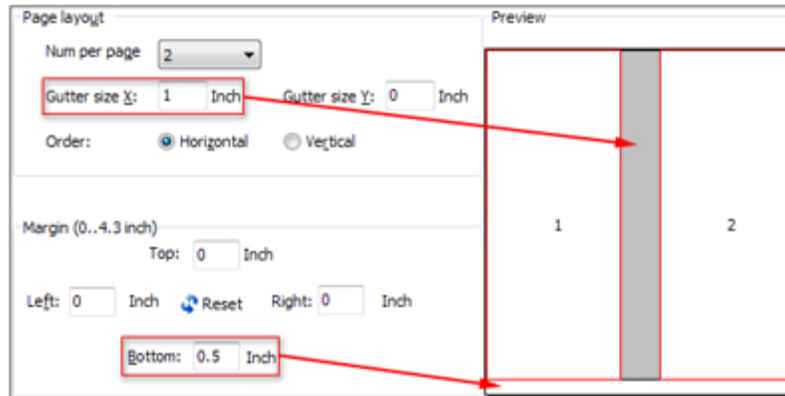 Page layout
Preview
Num per page 2
Gutter size X: 1 Inch Gutter size Y: 0 Inch
Order: Horizontal Vertical
1 2
Margin (0..4.3 inch)
Top: 0 Inch
Left: 0 Inch Reset Right: 0 Inch
Bottom: 0.5 Inch